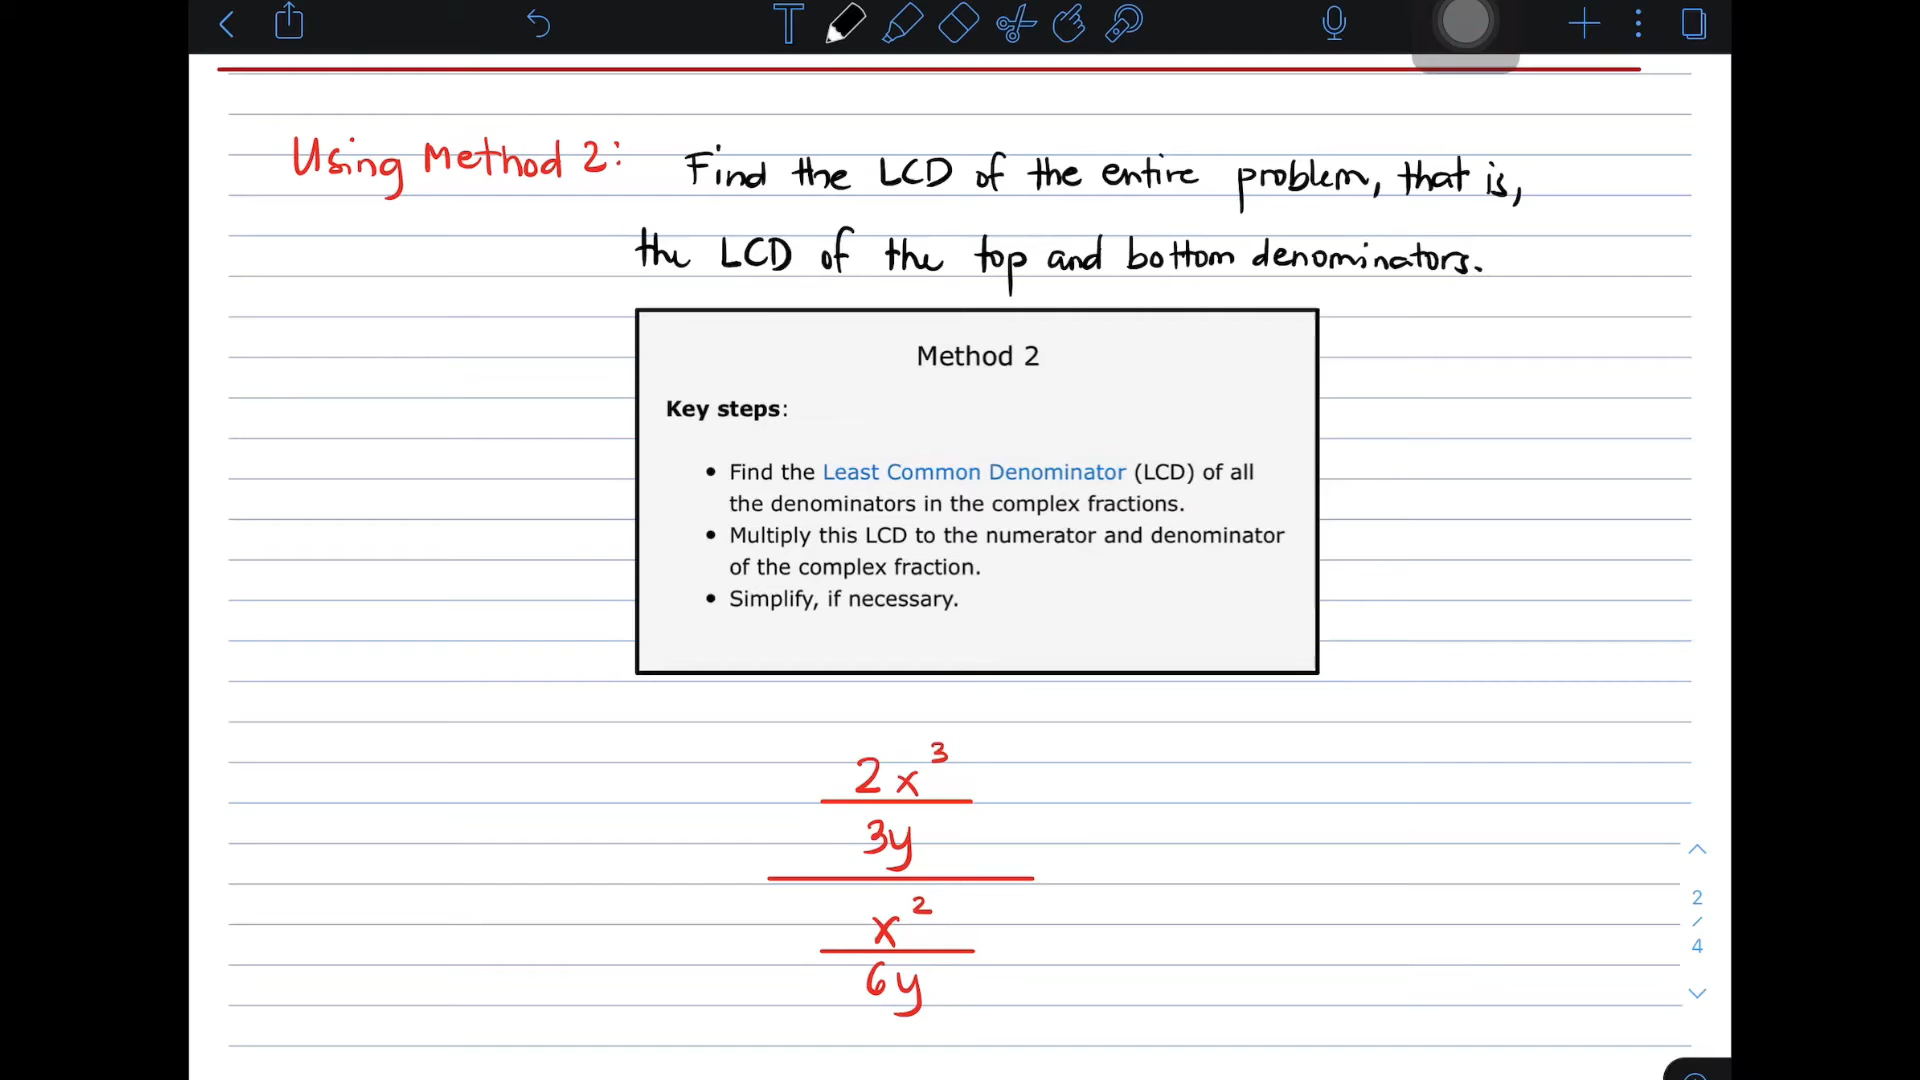 Using Method 2: Find the LCD of the entire problem, that is,
the LCD of the top and bottom denominators.
Method 2
Key steps:
• Find the Least Common Denominator (LCD) of all
the denominators in the complex fractions.
• Multiply this LCD to the numerator and denominator
of the complex fraction.
• Simplify, if necessary.
2x³
3y
x²
6y
2
/
4